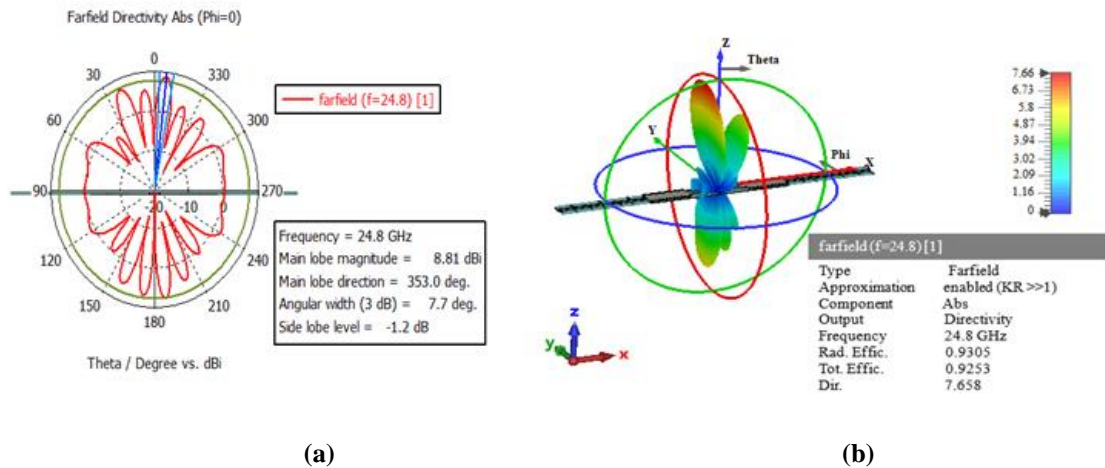 Farfield Directivity Abs (Phi=0)
0
30
330
60
300
90
270
120
240
150
210
180
-10
0
farfield (f=24.8) [1]
Frequency = 24.8 GHz
Main lobe magnitude = 8.81 dBi
Main lobe direction = 353.0 deg.
Angular width (3 dB) = 7.7 deg.
Side lobe level = -1.2 dB
Theta / Degree vs. dBi
(a)
Z
Theta
Y
Phi
X
7.66
6.73
5.8
4.87
3.94
3.02
2.09
1.16
0
farfield (f=24.8) [1]
Type Farfield
Approximation enabled (KR >>1)
Component Abs
Output Directivity
Frequency 24.8 GHz
Rad. Effic. 0.9305
Tot. Effic. 0.9253
Dir. 7.658
z
y
x
(b)